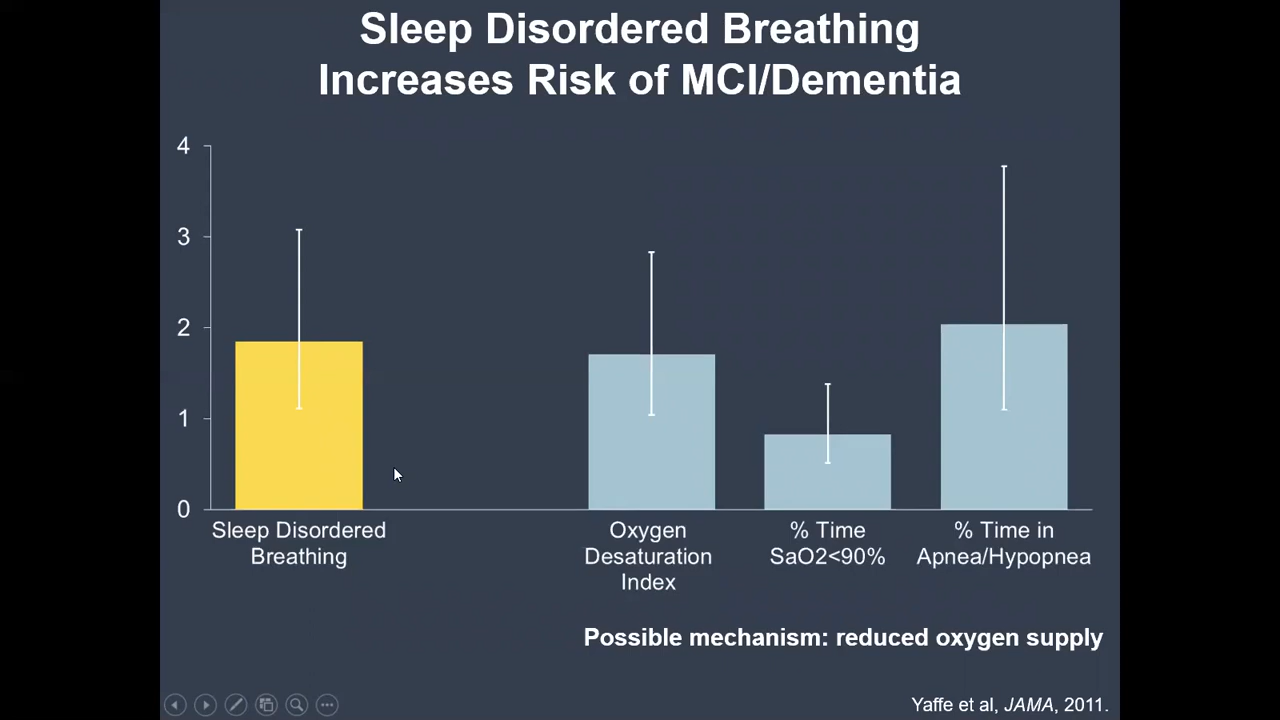 Sleep Disordered Breathing
Increases Risk of MCI/Dementia
4
3
2
1
0
Sleep Disordered
Breathing
Oxygen
Desaturation
Index
% Time
SaO2<90%
% Time in
Apnea/Hypopnea
Possible mechanism: reduced oxygen supply
Yaffe et al, JAMA, 2011.